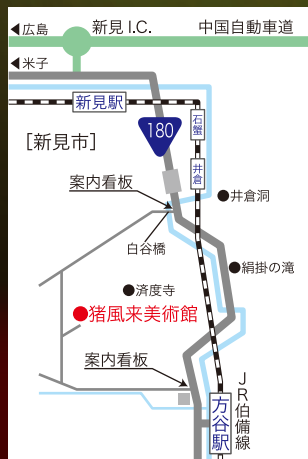 ◀広島
新見I.C.
中国自動車道
◀米子
新見駅
石蟹
[新見市]
180
井倉
案内看板
●井倉洞
白谷橋
●絹掛の滝
●済度寺
●猪風来美術館
案内看板
JR伯備線
方谷駅